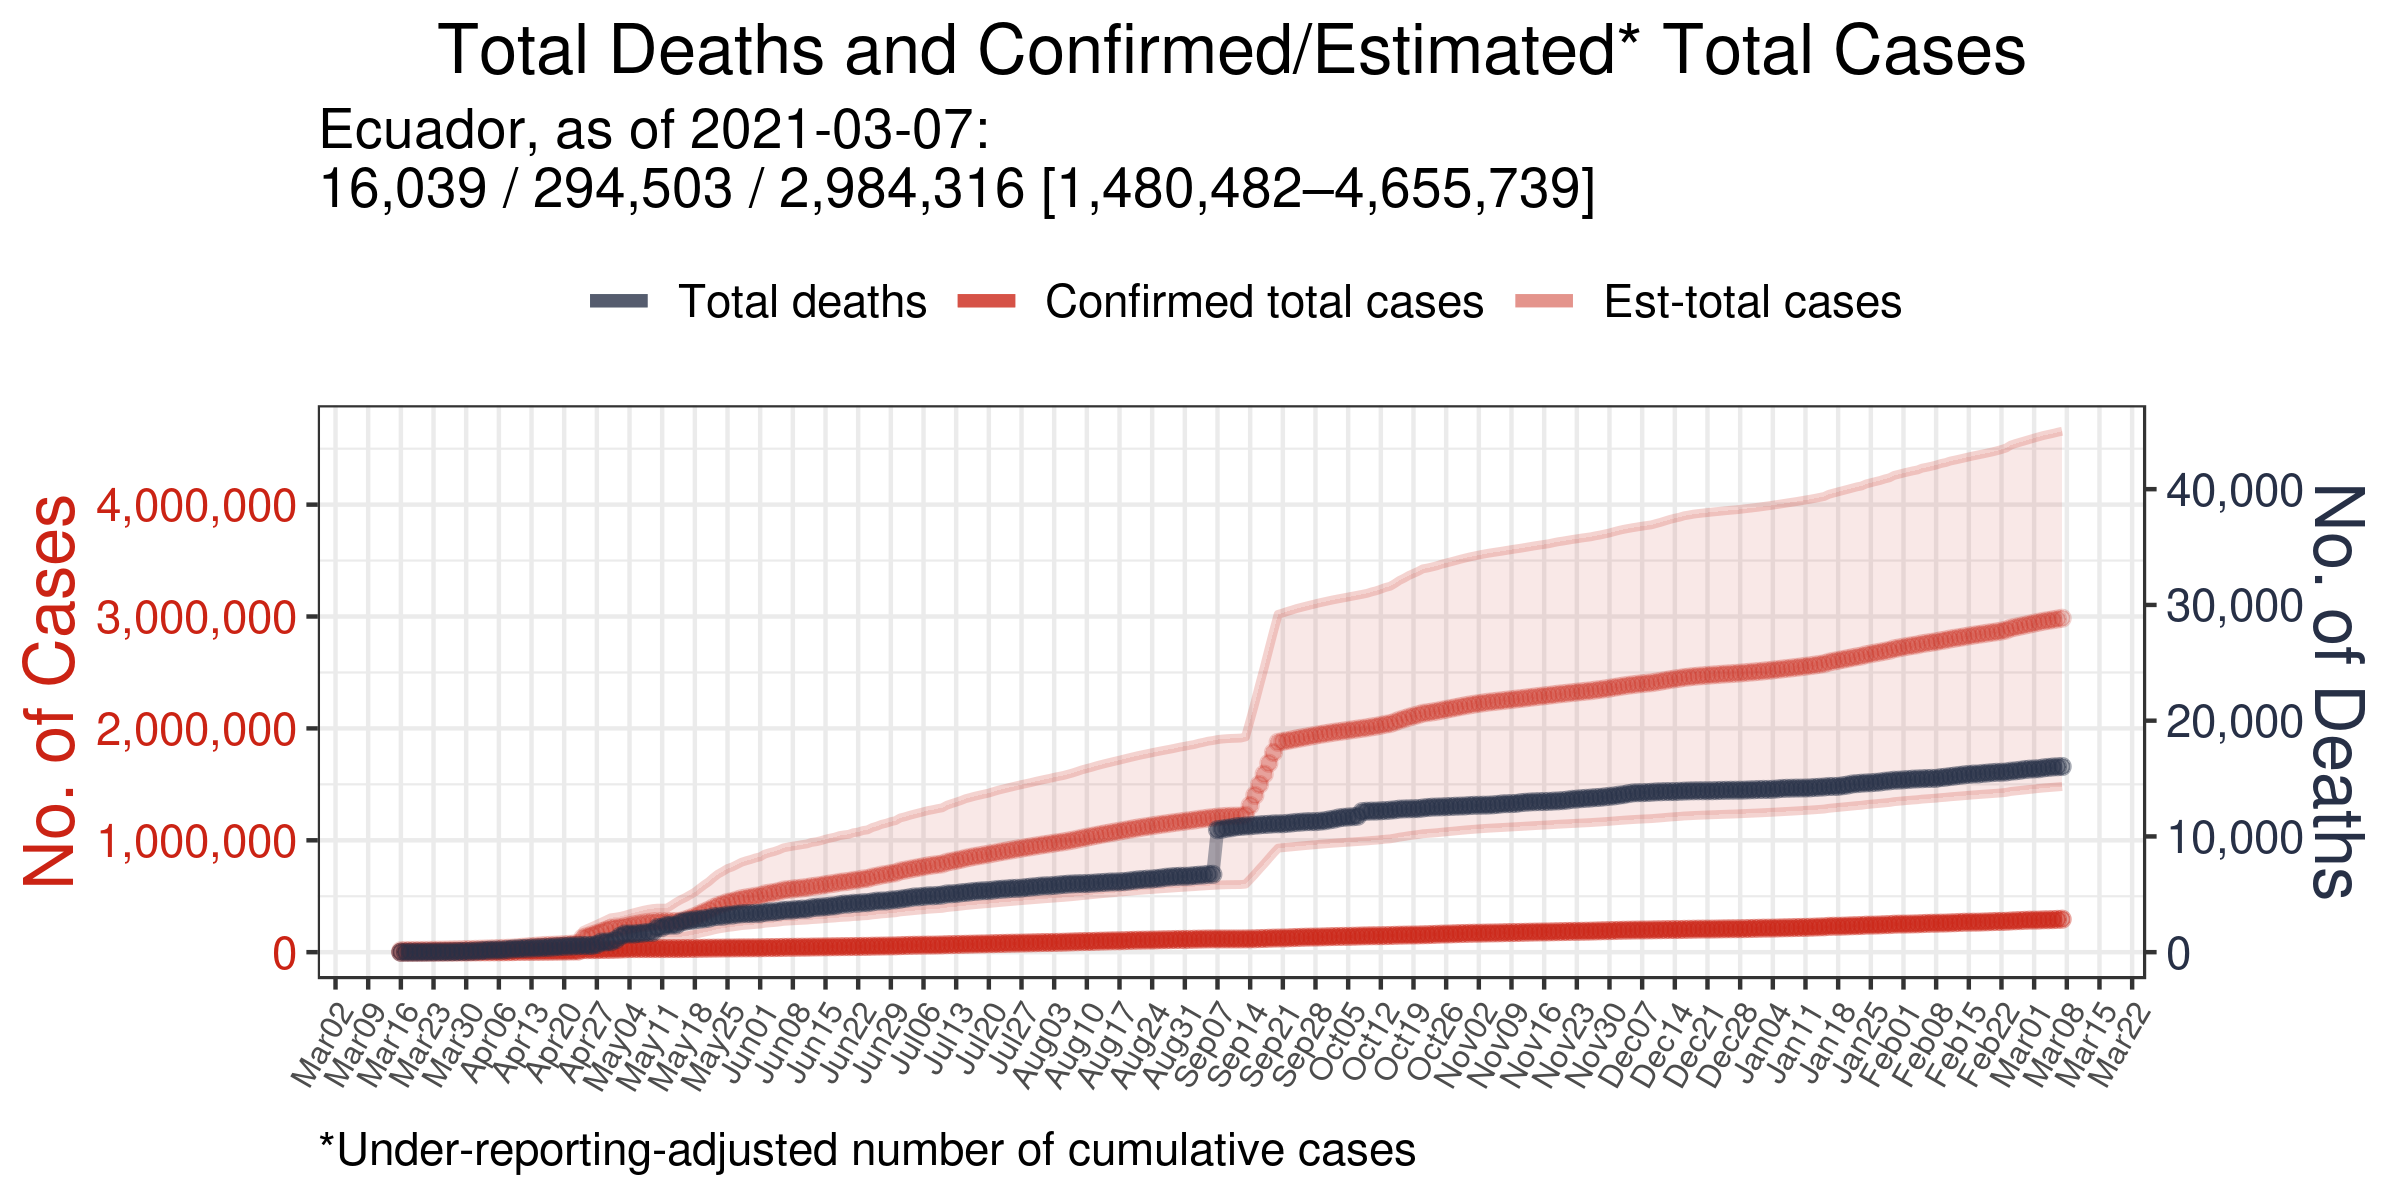 Total Deaths and Confirmed/Estimated* Total Cases
Ecuador, as of 2021-03-07:
16,039 / 294,503 / 2,984,316 [1,480,482–4,655,739]
Total deaths
Confirmed total cases
Est-total cases
No. of Cases
4,000,000
3,000,000
2,000,000
1,000,000
0
40,000
30,000
20,000
10,000
0
No. of Deaths
Mar02
Mar09
Mar16
Mar23
Mar30
Apr06
Apr13
Apr20
Apr27
May04
May11
May18
May25
Jun01
Jun08
Jun15
Jun22
Jun29
Jul06
Jul13
Jul20
Jul27
Aug03
Aug10
Aug17
Aug24
Aug31
Sep07
Sep14
Sep21
Sep28
Oct05
Oct12
Oct19
Oct26
Nov02
Nov09
Nov16
Nov23
Nov30
Dec07
Dec14
Dec21
Dec28
Jan04
Jan11
Jan18
Jan25
Feb01
Feb08
Feb15
Feb22
Mar01
Mar08
Mar15
Mar22
*Under-reporting-adjusted number of cumulative cases